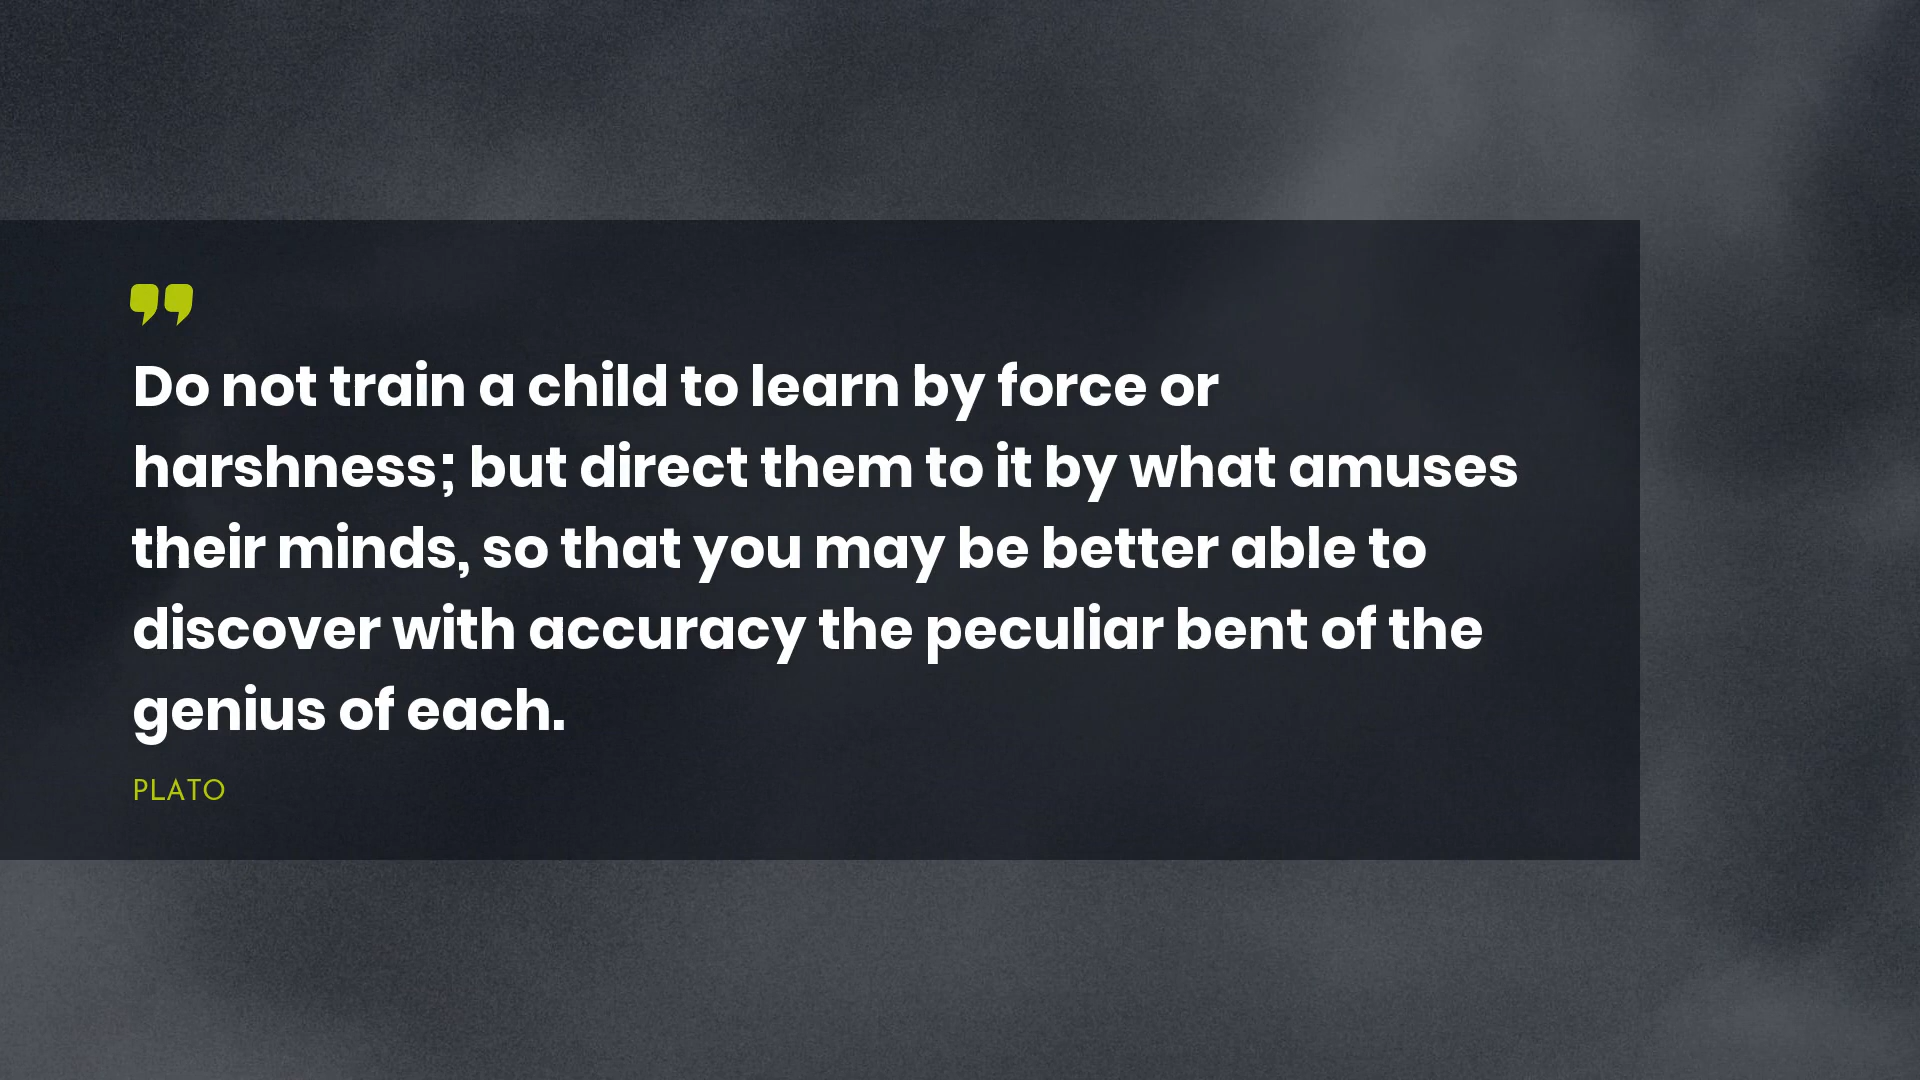 ”
Do not train a child to learn by force or
harshness; but direct them to it by what amuses
their minds, so that you may be better able to
discover with accuracy the peculiar bent of the
genius of each.
PLATO